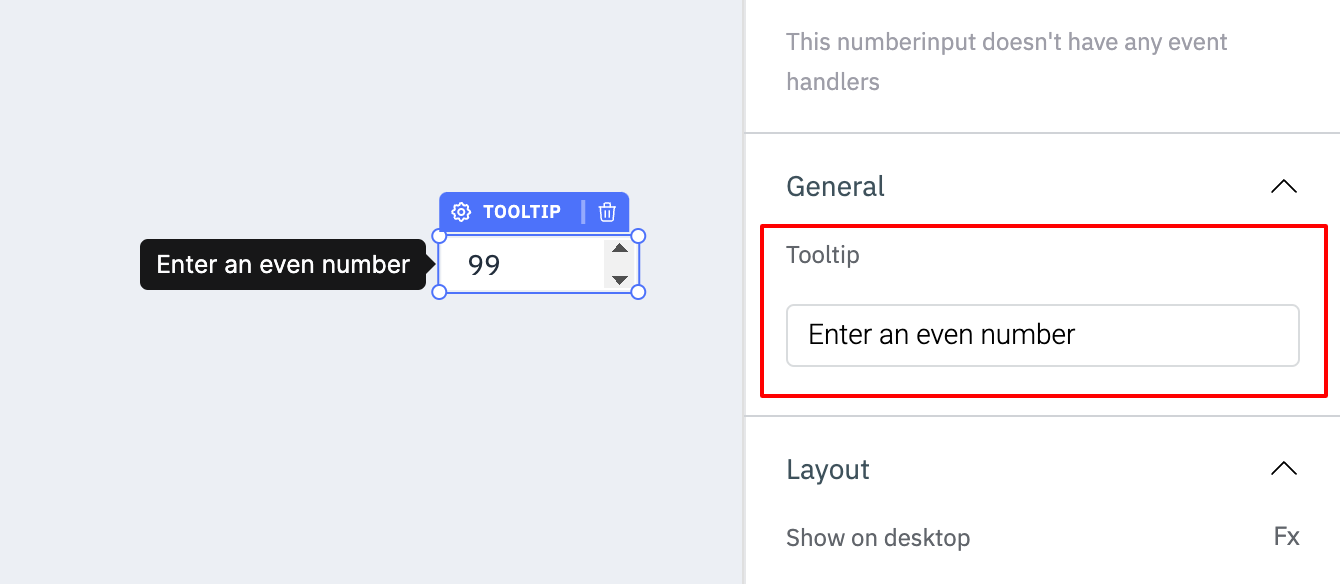 This numberinput doesn't have any event
handlers
General
TOOLTIP
Enter an even number
99
Tooltip
Enter an even number
Layout
Show on desktop
Fx